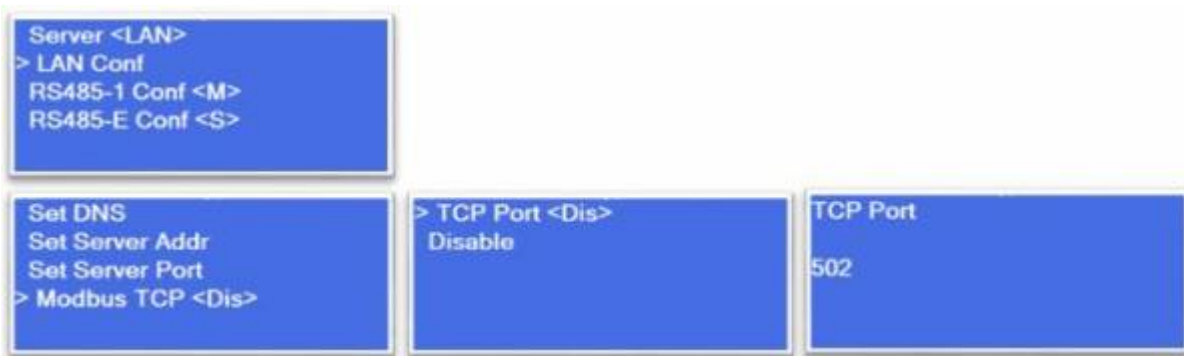 Server <LAN>
> LAN Conf
RS485-1 Conf <M>
RS485-E Conf <S>
Set DNS
Set Server Addr
Set Server Port
> Modbus TCP <Dis>
> TCP Port <Dis>
Disable
TCP Port
502